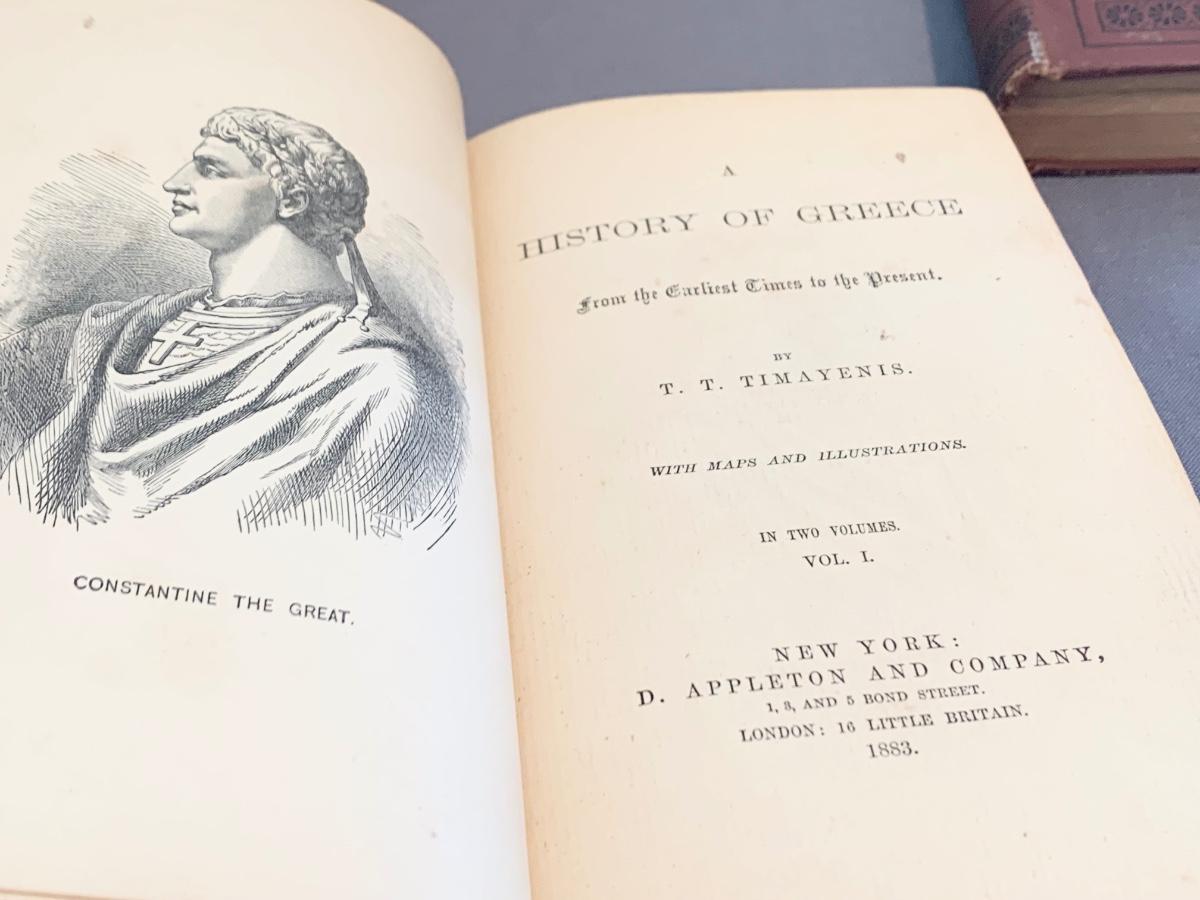 CONSTANTINE THE GREAT.
A
HISTORY OF GREECE
From the Earliest Times to the Present.
BY
T. T. TIMAYENIS.
WITH MAPS AND ILLUSTRATIONS.
IN TWO VOLUMES.
VOL. I.
NEW YORK:
D. APPLETON AND COMPANY,
1, 3, AND 5 BOND STREET.
LONDON: 16 LITTLE BRITAIN.
1883.